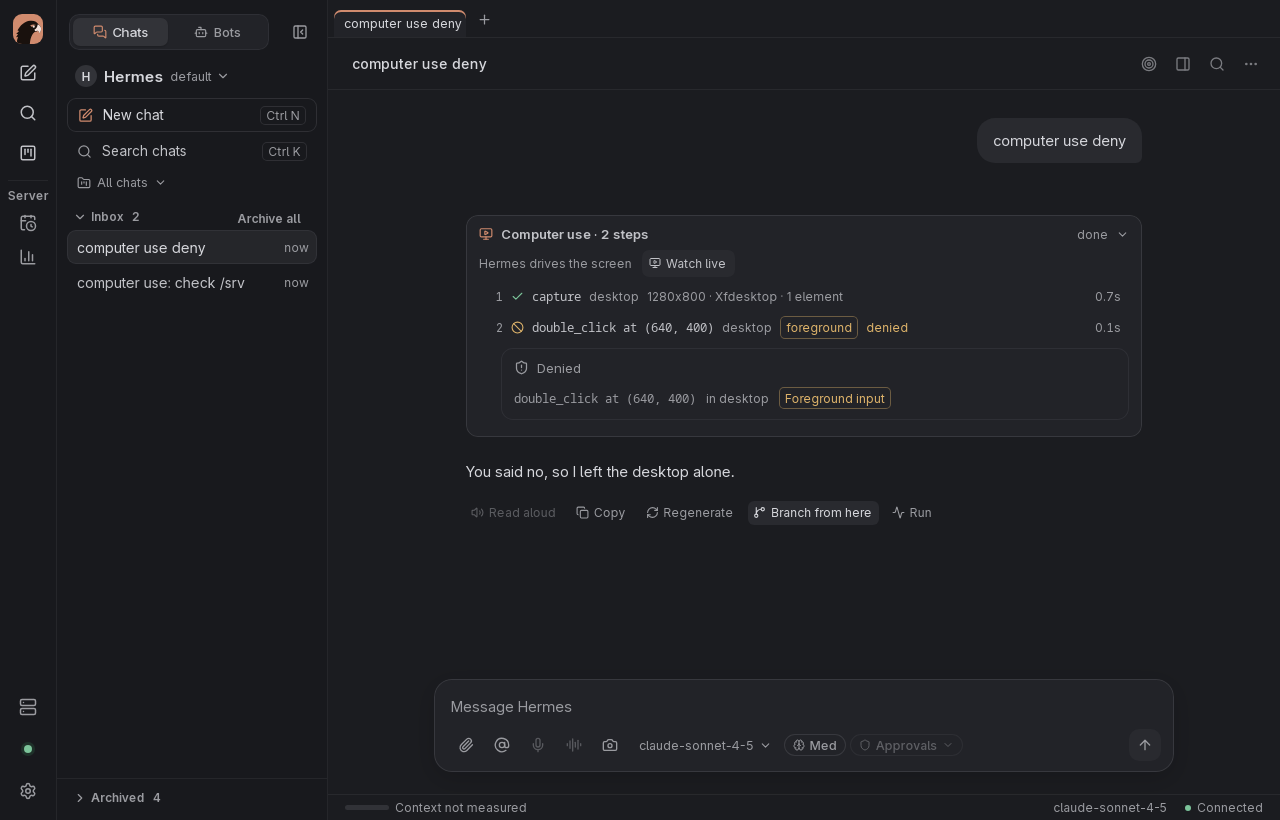 Chats
Bots
H Hermes default
New chat Ctrl N
Search chats Ctrl K
All chats
Server
Inbox 2 Archive all
computer use deny now
computer use: check /srv now
Archived 4
computer use deny
computer use deny
computer use deny
Computer use · 2 steps done
Hermes drives the screen Watch live
1 capture desktop 1280x800 · Xfdesktop · 1 element 0.7s
2 double_click at (640, 400) desktop foreground denied 0.1s
Denied
double_click at (640, 400) in desktop Foreground input
You said no, so I left the desktop alone.
Read aloud Copy Regenerate Branch from here Run
Message Hermes
claude-sonnet-4-5 Med Approvals
Context not measured claude-sonnet-4-5 Connected